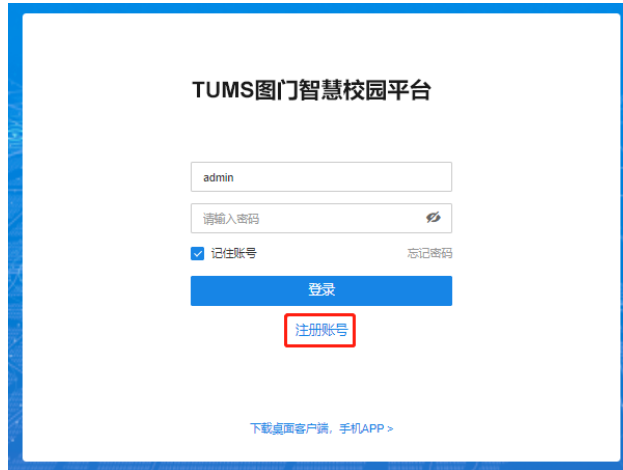 TUMS图门智慧校园平台
admin
请输入密码
记住账号 忘记密码
登录
注册账号
下载桌面客户端，手机APP >